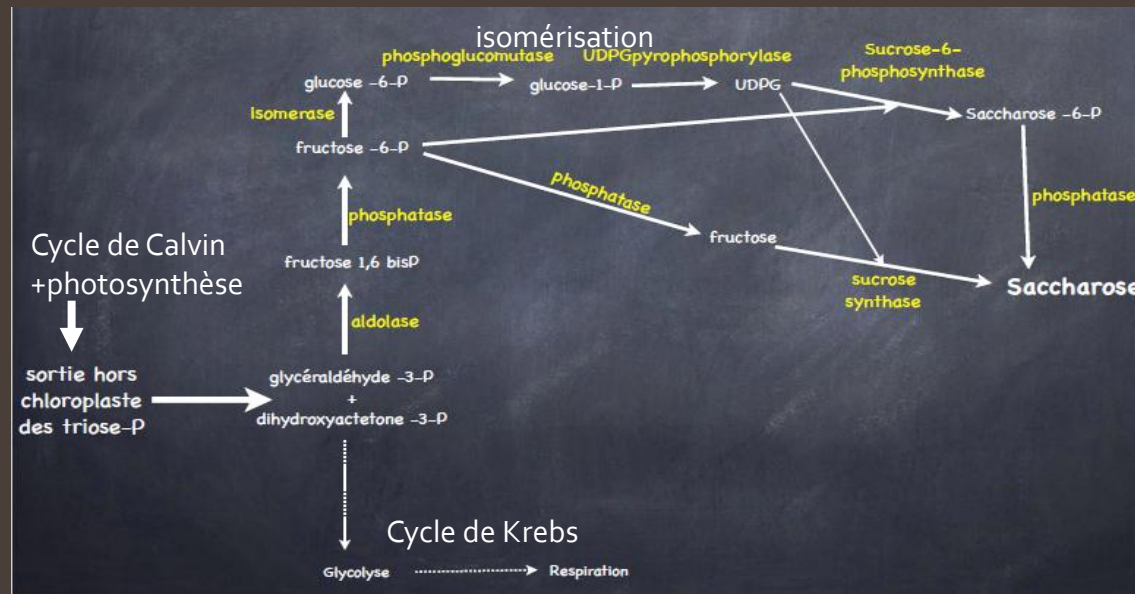 isomérisation
phosphoglucomutase
UDPGpyrophosphorylase
Sucrose-6-
phosphosynthase
glucose -6-P
glucose-1-P
UDPG
Isomerase
Saccharose -6-P
fructose -6-P
phosphatase
phosphatase
phosphatase
fructose
Cycle de Calvin
+photosynthèse
fructose 1,6 bisP
sucrose
synthase
Saccharose
aldolase
sortie hors
chloroplaste
des triose-P
glycéraldéhyde -3-P
+
dihydroxyactetone -3-P
Cycle de Krebs
Glycolyse
Respiration